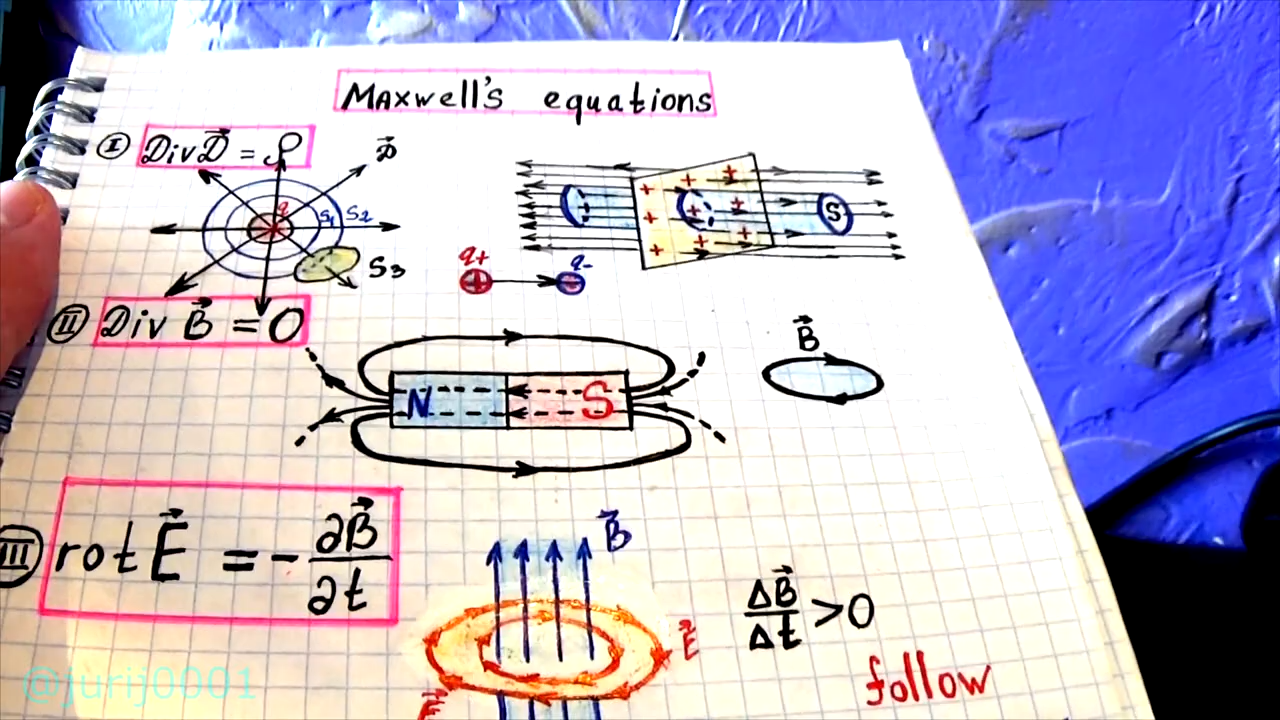 Maxwell's equations
I Div D⃗ = ρ
D⃗
q S₁ S₂
S₃
+ + + + + + + + + +
S
q+ q-
+ −
II Div B⃗ = 0
B⃗
N S
III rot E⃗ = - ∂B⃗/∂t
B⃗
ΔB⃗/Δt > 0
E⃗
follow
@jurij0001